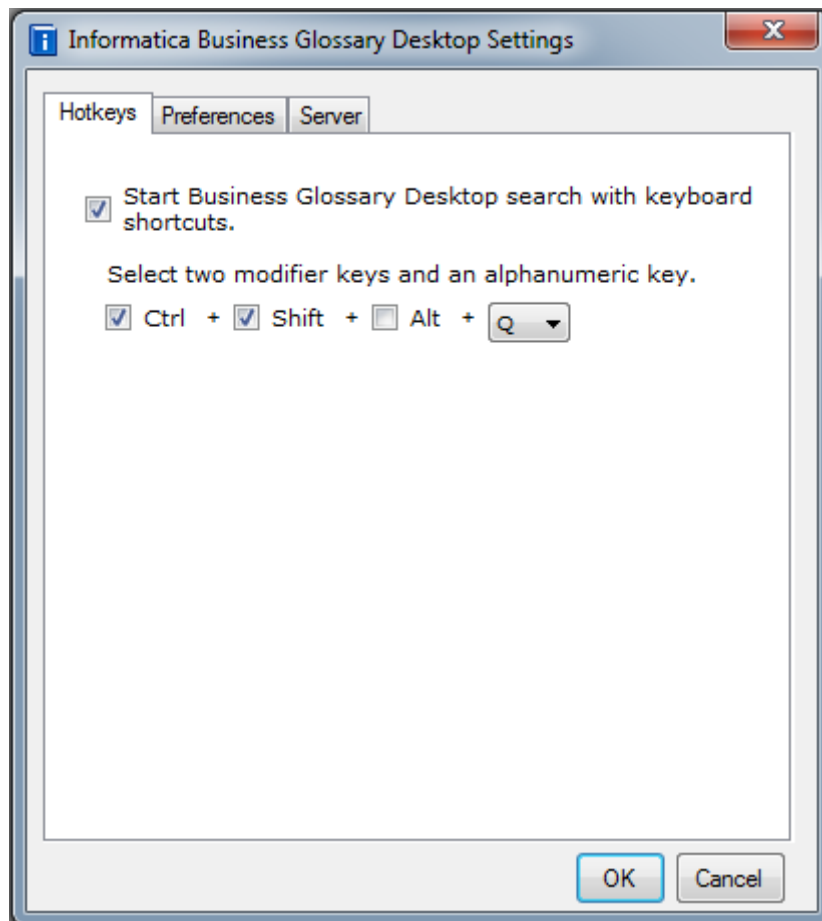 Informatica Business Glossary Desktop Settings
Hotkeys Preferences Server
Start Business Glossary Desktop search with keyboard
shortcuts.
Select two modifier keys and an alphanumeric key.
Ctrl + Shift + Alt + Q
OK Cancel